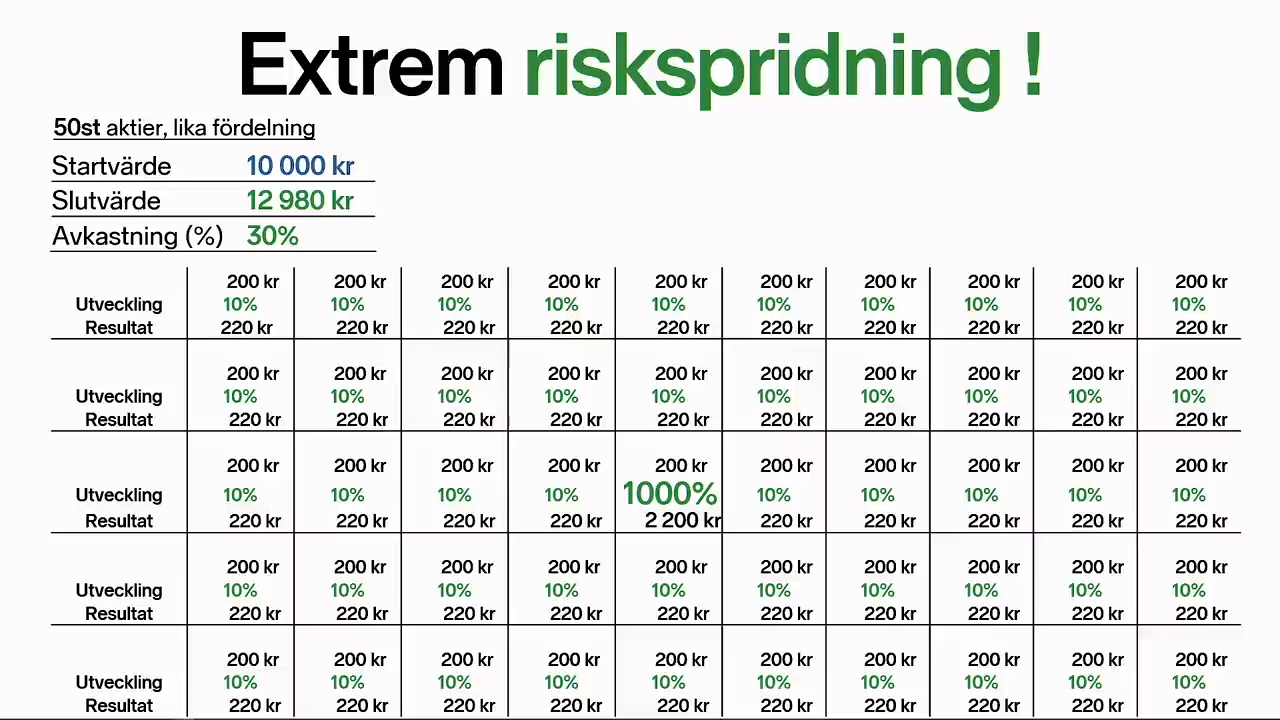 Extrem riskspridning !
50st aktier, lika fördelning
Startvärde 10 000 kr
Slutvärde 12 980 kr
Avkastning (%) 30%
200 kr 200 kr 200 kr 200 kr 200 kr 200 kr 200 kr 200 kr 200 kr 200 kr
Utveckling 10% 10% 10% 10% 10% 10% 10% 10% 10% 10%
Resultat 220 kr 220 kr 220 kr 220 kr 220 kr 220 kr 220 kr 220 kr 220 kr 220 kr
200 kr 200 kr 200 kr 200 kr 200 kr 200 kr 200 kr 200 kr 200 kr 200 kr
Utveckling 10% 10% 10% 10% 10% 10% 10% 10% 10% 10%
Resultat 220 kr 220 kr 220 kr 220 kr 220 kr 220 kr 220 kr 220 kr 220 kr 220 kr
200 kr 200 kr 200 kr 200 kr 200 kr 200 kr 200 kr 200 kr 200 kr 200 kr
Utveckling 10% 10% 10% 10% 1000% 10% 10% 10% 10% 10%
Resultat 220 kr 220 kr 220 kr 220 kr 2 200 kr 220 kr 220 kr 220 kr 220 kr 220 kr
200 kr 200 kr 200 kr 200 kr 200 kr 200 kr 200 kr 200 kr 200 kr 200 kr
Utveckling 10% 10% 10% 10% 10% 10% 10% 10% 10% 10%
Resultat 220 kr 220 kr 220 kr 220 kr 220 kr 220 kr 220 kr 220 kr 220 kr 220 kr
200 kr 200 kr 200 kr 200 kr 200 kr 200 kr 200 kr 200 kr 200 kr 200 kr
Utveckling 10% 10% 10% 10% 10% 10% 10% 10% 10% 10%
Resultat 220 kr 220 kr 220 kr 220 kr 220 kr 220 kr 220 kr 220 kr 220 kr 220 kr